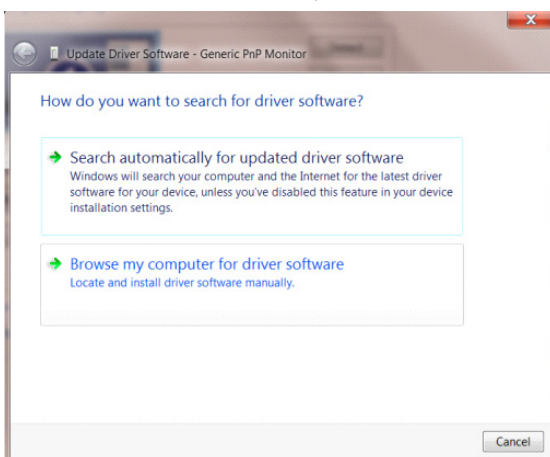 Update Driver Software - Generic PnP Monitor
How do you want to search for driver software?
Search automatically for updated driver software
Windows will search your computer and the Internet for the latest driver
software for your device, unless you've disabled this feature in your device
installation settings.
Browse my computer for driver software
Locate and install driver software manually.
Cancel